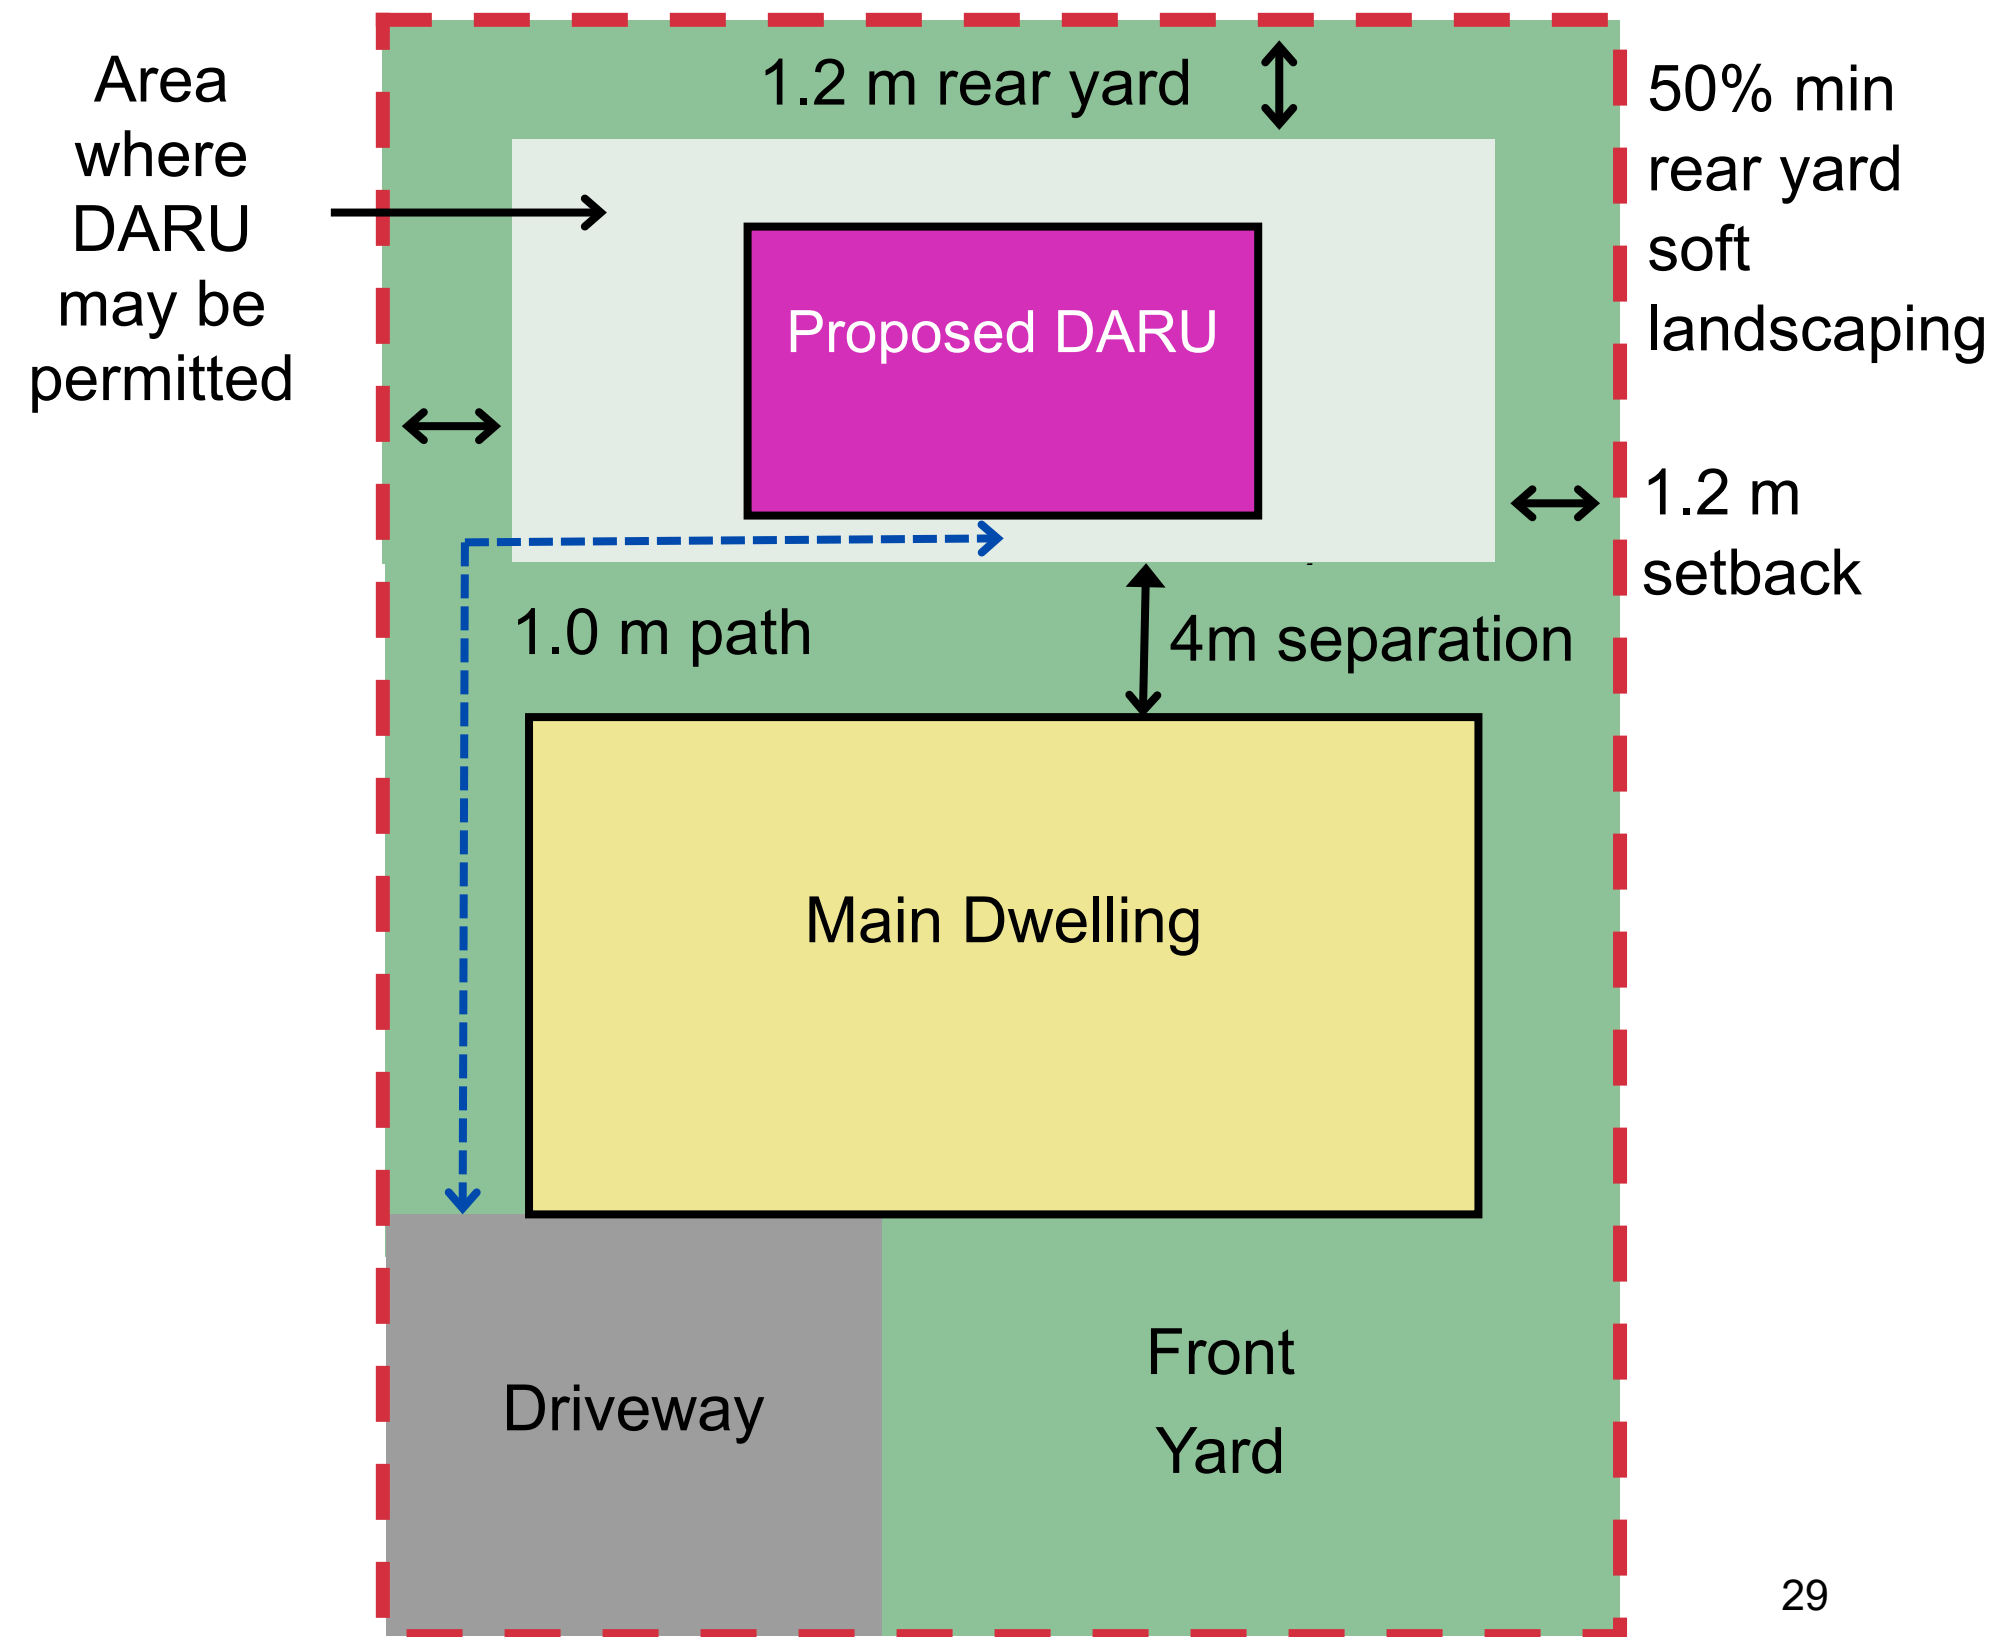 Area
where
DARU
may be
permitted
1.2 m rear yard
50% min
rear yard
soft
landscaping
Proposed DARU
1.2 m
setback
1.0 m path
4m separation
Main Dwelling
Driveway
Front
Yard
29